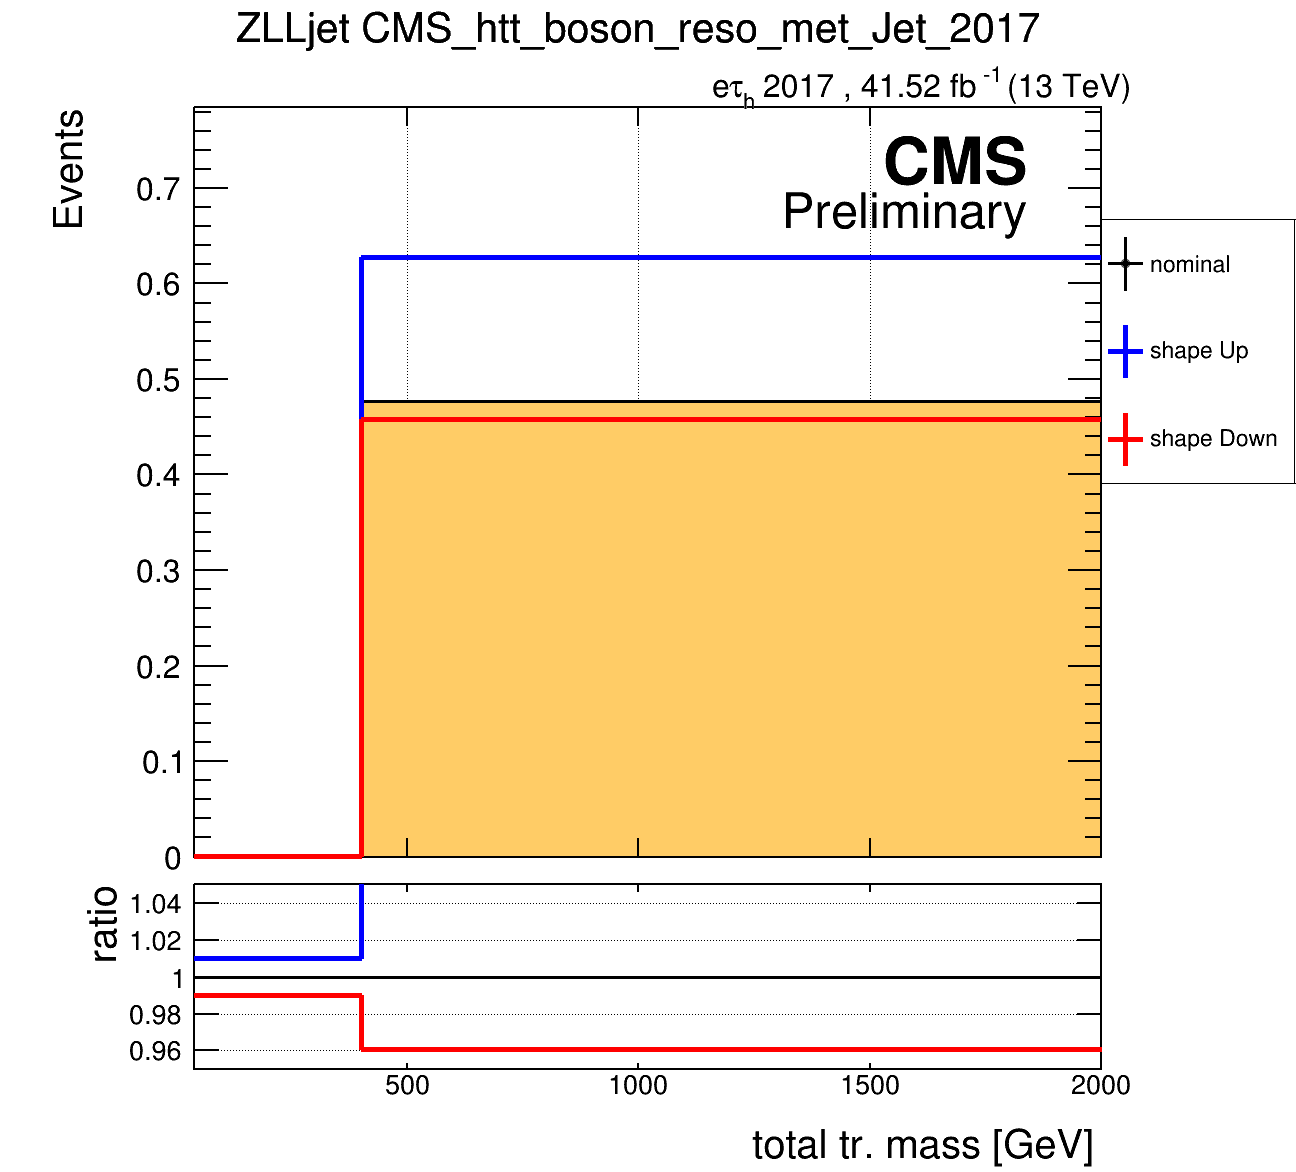 ZLLjet CMS_htt_boson_reso_met_Jet_2017
eτh 2017 , 41.52 fb-1 (13 TeV)
Events
CMS
Preliminary
0.7
0.6
0.5
0.4
0.3
0.2
0.1
0
nominal
shape Up
shape Down
ratio
1.04
1.02
1
0.98
0.96
500 1000 1500 2000
total tr. mass [GeV]